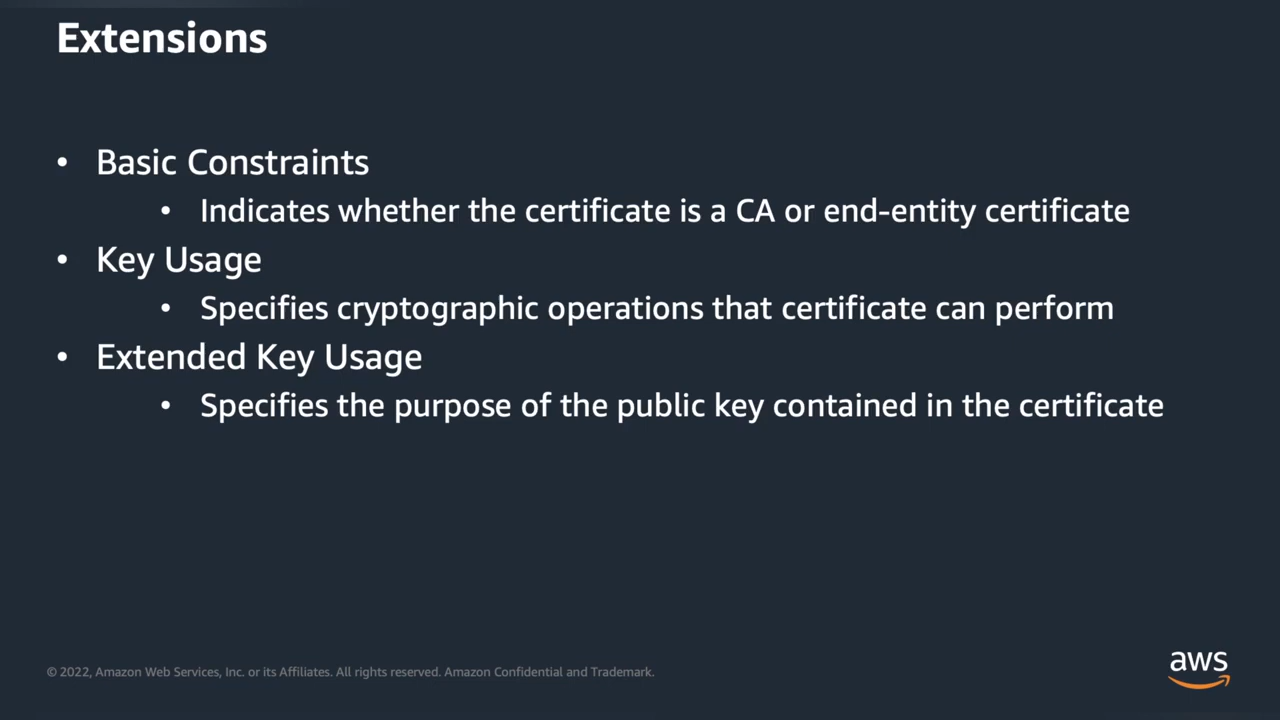 Extensions
• Basic Constraints
• Indicates whether the certificate is a CA or end-entity certificate
• Key Usage
• Specifies cryptographic operations that certificate can perform
• Extended Key Usage
• Specifies the purpose of the public key contained in the certificate
© 2022, Amazon Web Services, Inc. or its Affiliates. All rights reserved. Amazon Confidential and Trademark.
aws